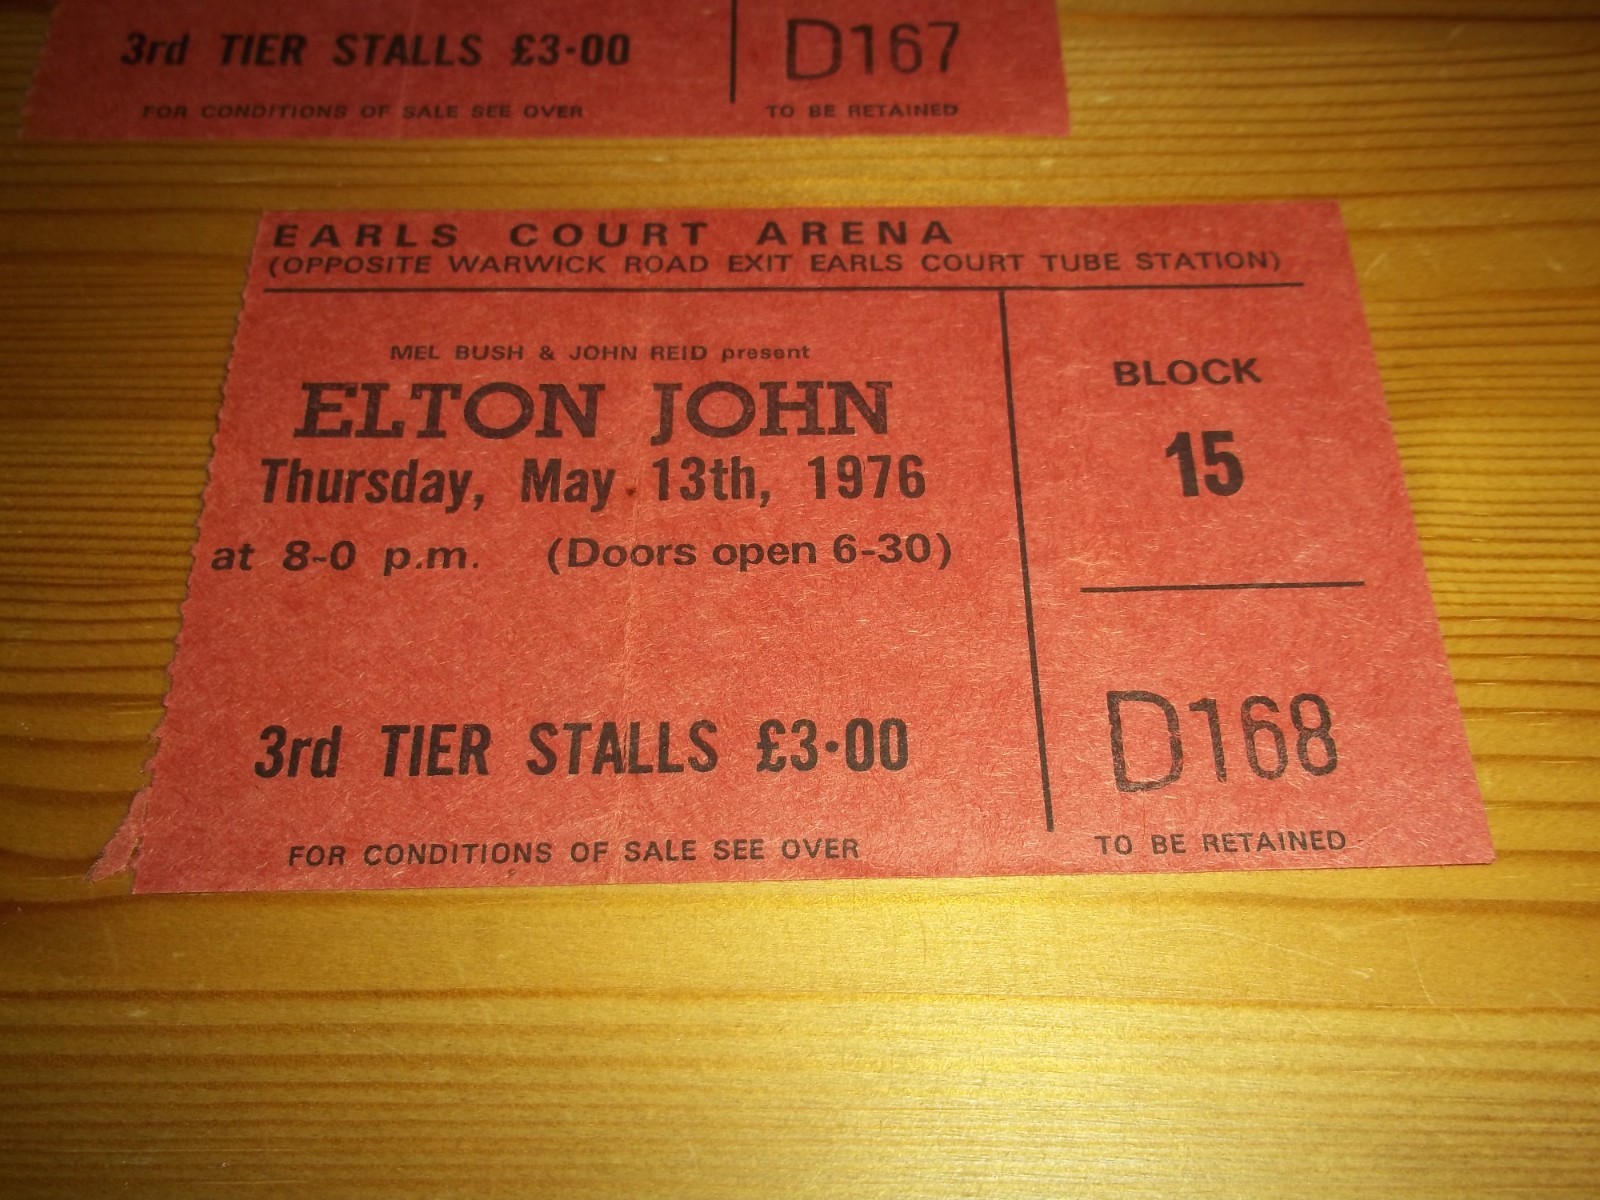 3rd TIER STALLS £3·00
D167
FOR CONDITIONS OF SALE SEE OVER
TO BE RETAINED
EARLS COURT ARENA
(OPPOSITE WARWICK ROAD EXIT EARLS COURT TUBE STATION)
MEL BUSH & JOHN REID present
ELTON JOHN
Thursday, May 13th, 1976
at 8-0 p.m. (Doors open 6-30)
3rd TIER STALLS £3·00
FOR CONDITIONS OF SALE SEE OVER
BLOCK
15
D168
TO BE RETAINED